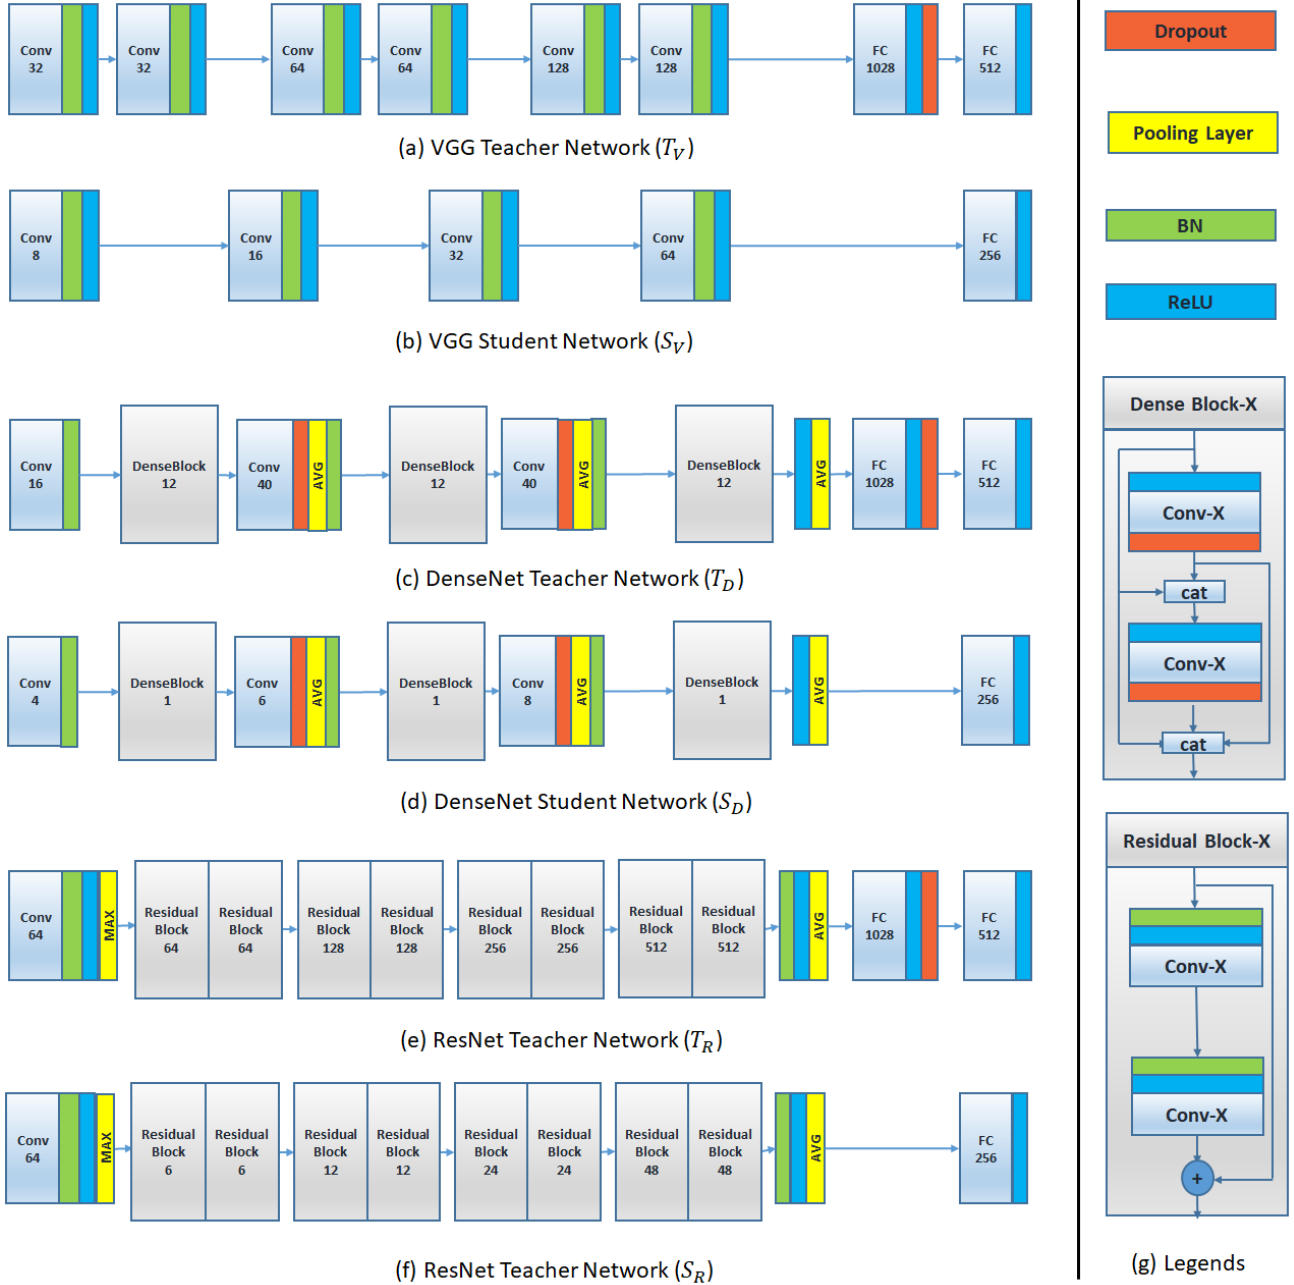 Conv
32
Conv
32
Conv
64
Conv
64
Conv
128
Conv
128
FC
1028
FC
512
(a) VGG Teacher Network (T_V)
Conv
8
Conv
16
Conv
32
Conv
64
FC
256
(b) VGG Student Network (S_V)
Conv
16
DenseBlock
12
Conv
40
AVG
DenseBlock
12
Conv
40
AVG
DenseBlock
12
AVG
FC
1028
FC
512
(c) DenseNet Teacher Network (T_D)
Conv
4
DenseBlock
1
Conv
6
AVG
DenseBlock
1
Conv
8
AVG
DenseBlock
1
AVG
FC
256
(d) DenseNet Student Network (S_D)
Conv
64
MAX
Residual
Block
64
Residual
Block
64
Residual
Block
128
Residual
Block
128
Residual
Block
256
Residual
Block
256
Residual
Block
512
Residual
Block
512
AVG
FC
1028
FC
512
(e) ResNet Teacher Network (T_R)
Conv
64
MAX
Residual
Block
6
Residual
Block
6
Residual
Block
12
Residual
Block
12
Residual
Block
24
Residual
Block
24
Residual
Block
48
Residual
Block
48
AVG
FC
256
(f) ResNet Teacher Network (S_R)
Dropout
Pooling Layer
BN
ReLU
Dense Block-X
Conv-X
cat
Conv-X
cat
Residual Block-X
Conv-X
Conv-X
+
(g) Legends